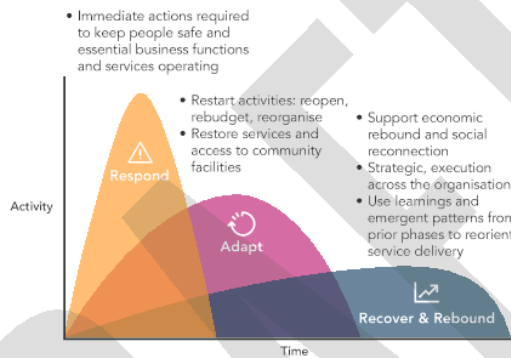 • Immediate actions required
to keep people safe and
essential business functions
and services operating
• Restart activities: reopen,
rebudget, reorganise
• Restore services and
access to community
facilities
• Support economic
rebound and social
reconnection
• Strategic, execution
across the organisation
• Use learnings and
emergent patterns from
prior phases to reorient
service delivery
Respond
Activity
Adapt
Recover & Rebound
Time